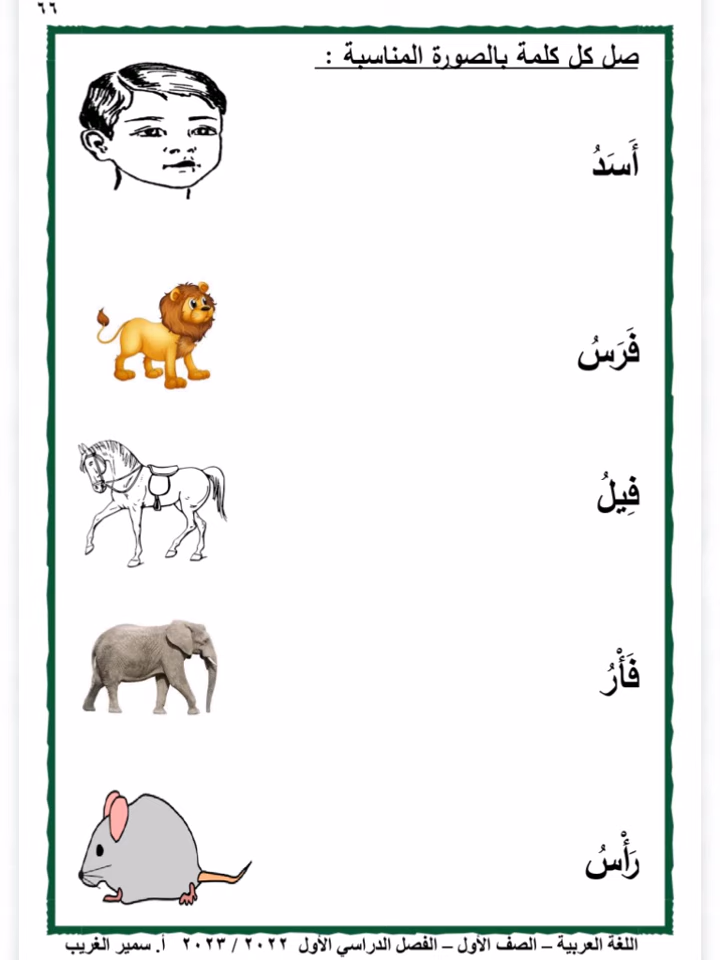 ٦٦
صل كل كلمة بالصورة المناسبة :
أَسَدُ
فَرَسُ
فِيلُ
فَأْرُ
رَأْسُ
اللغة العربية – الصف الأول – الفصل الدراسي الأول ٢٠٢٢ / ٢٠٢٣ أ. سمير الغريب